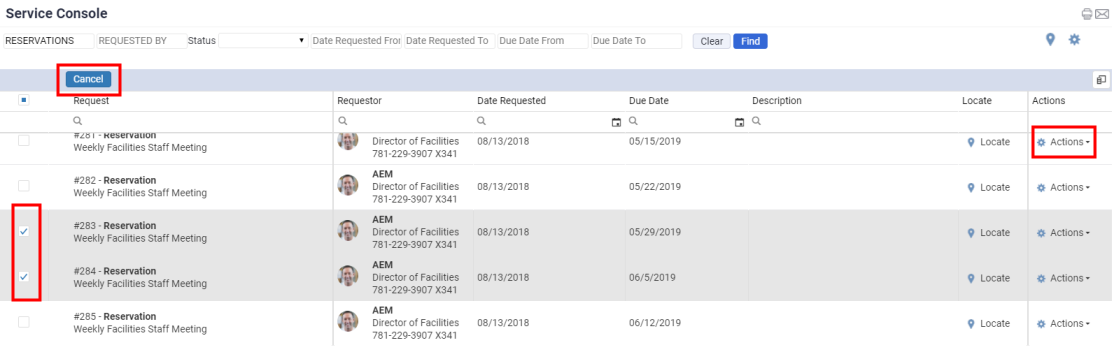 Service Console
RESERVATIONS REQUESTED BY Status Date Requested From Date Requested To Due Date From Due Date To Clear Find
Cancel
Request Requestor Date Requested Due Date Description Locate Actions
#281 - Reservation
Weekly Facilities Staff Meeting
Director of Facilities
781-229-3907 X341
08/13/2018 05/15/2019 Locate Actions
#282 - Reservation
Weekly Facilities Staff Meeting
AEM
Director of Facilities
781-229-3907 X341
08/13/2018 05/22/2019 Locate Actions
#283 - Reservation
Weekly Facilities Staff Meeting
AEM
Director of Facilities
781-229-3907 X341
08/13/2018 05/29/2019 Locate Actions
#284 - Reservation
Weekly Facilities Staff Meeting
AEM
Director of Facilities
781-229-3907 X341
08/13/2018 06/5/2019 Locate Actions
#285 - Reservation
Weekly Facilities Staff Meeting
AEM
Director of Facilities
781-229-3907 X341
08/13/2018 06/12/2019 Locate Actions